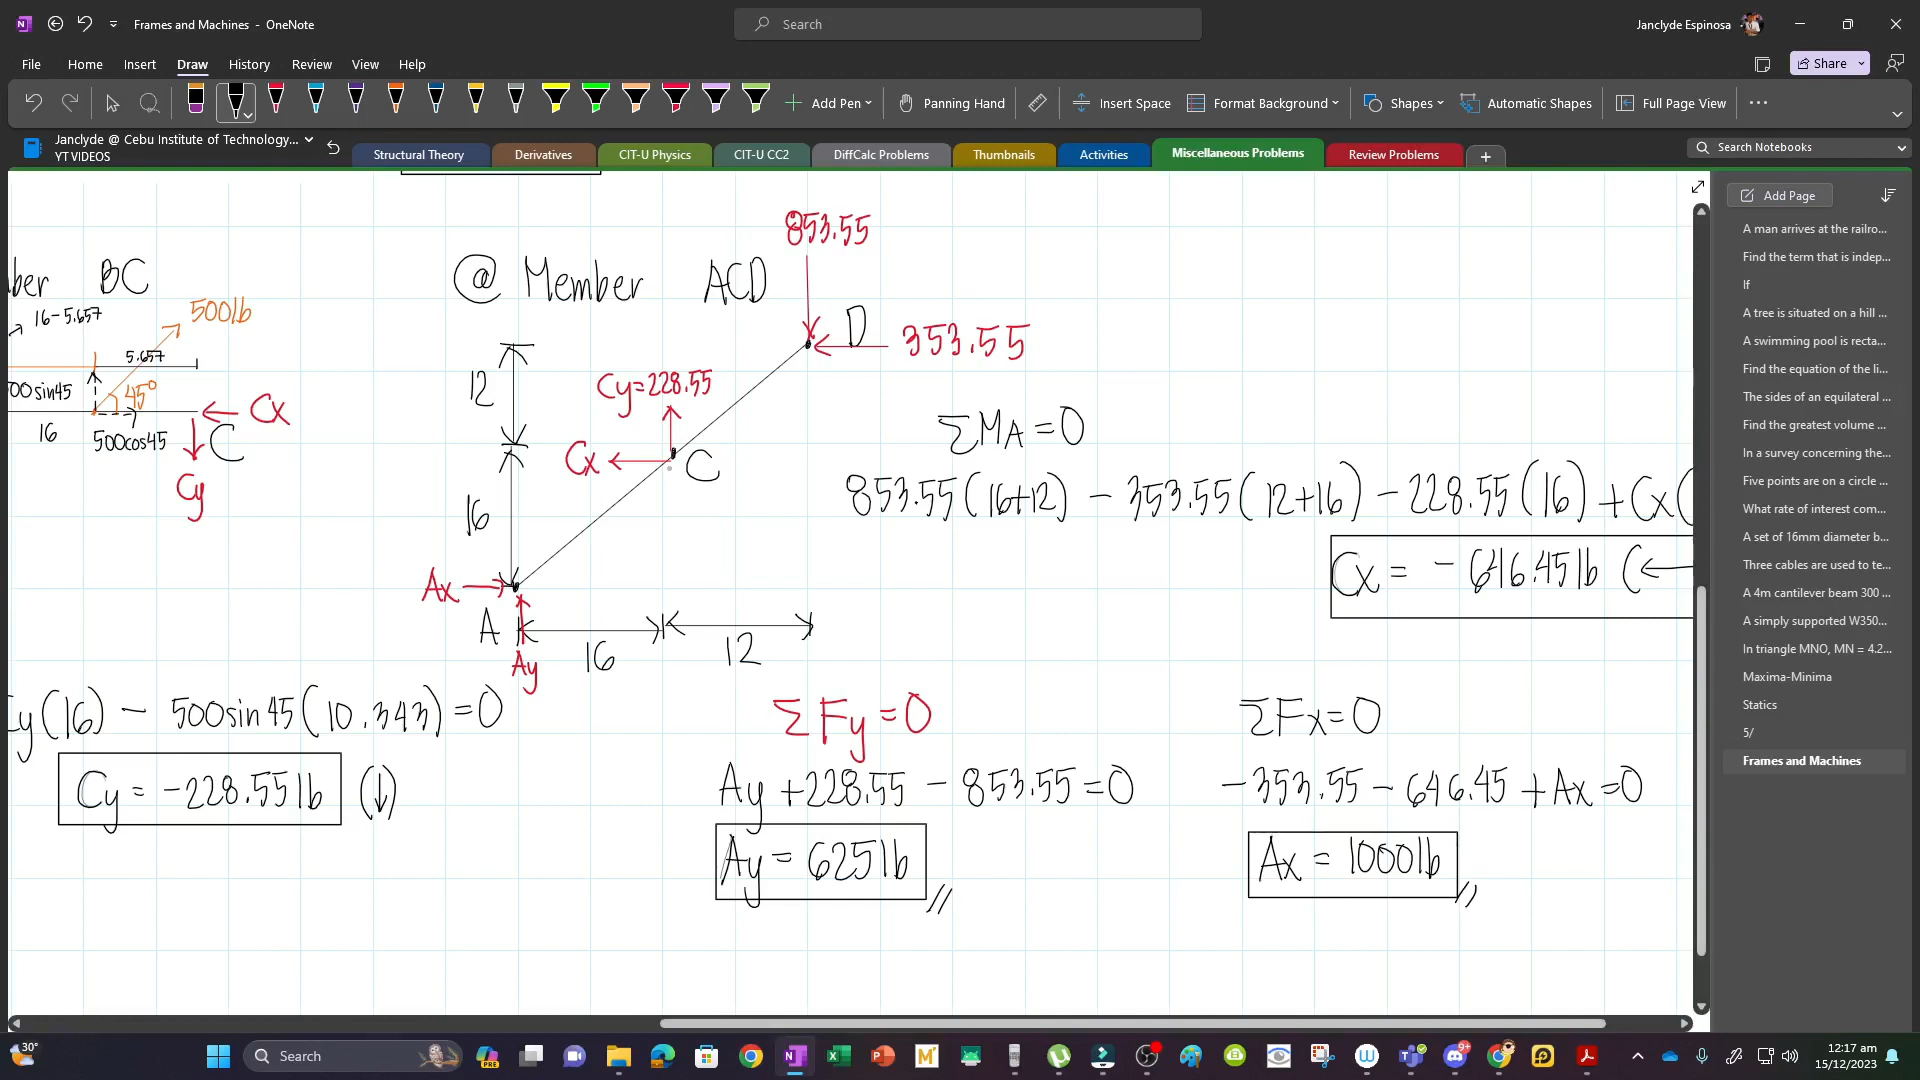 Frames and Machines - OneNote
Search
Janclyde Espinosa
File Home Insert Draw History Review View Help
Share
Add Pen
Panning Hand
Insert Space
Format Background
Shapes
Automatic Shapes
Full Page View
Janclyde @ Cebu Institute of Technology...
YT VIDEOS
Structural Theory
Derivatives
CIT-U Physics
CIT-U CC2
DiffCalc Problems
Thumbnails
Activities
Miscellaneous Problems
Review Problems
+
Search Notebooks
Add Page
A man arrives at the railro...
Find the term that is indep...
If
A tree is situated on a hill ...
A swimming pool is recta...
Find the equation of the li...
The sides of an equilateral ...
Find the greatest volume ...
In a survey concerning the...
Five points are on a circle ...
What rate of interest com...
A set of 16mm diameter b...
Three cables are used to te...
A 4m cantilever beam 300 ...
A simply supported W350...
In triangle MNO, MN = 4.2...
Maxima-Minima
Statics
5/
Frames and Machines
ber BC
16-5.657
500lb
5.657
00sin45
45°
16
500cos45
Cx
C
Cy
@ Member ACD
853.55
D
353.55
12
Cy=228.55
Cx
C
16
Ax
A
Ay
16
12
ΣMA=0
853.55(16+12) - 353.55(12+16) - 228.55(16) + Cx(
Cx = -646.45lb (←
y(16) - 500sin45(10.343)=0
Cy = -228.55lb (↓)
ΣFy=0
Ay +228.55 - 853.55=0
Ay = 625lb //
ΣFx=0
-353.55 - 646.45 + Ax =0
Ax = 1000lb //
30°
Search
PRE
9+
12:17 am
15/12/2023